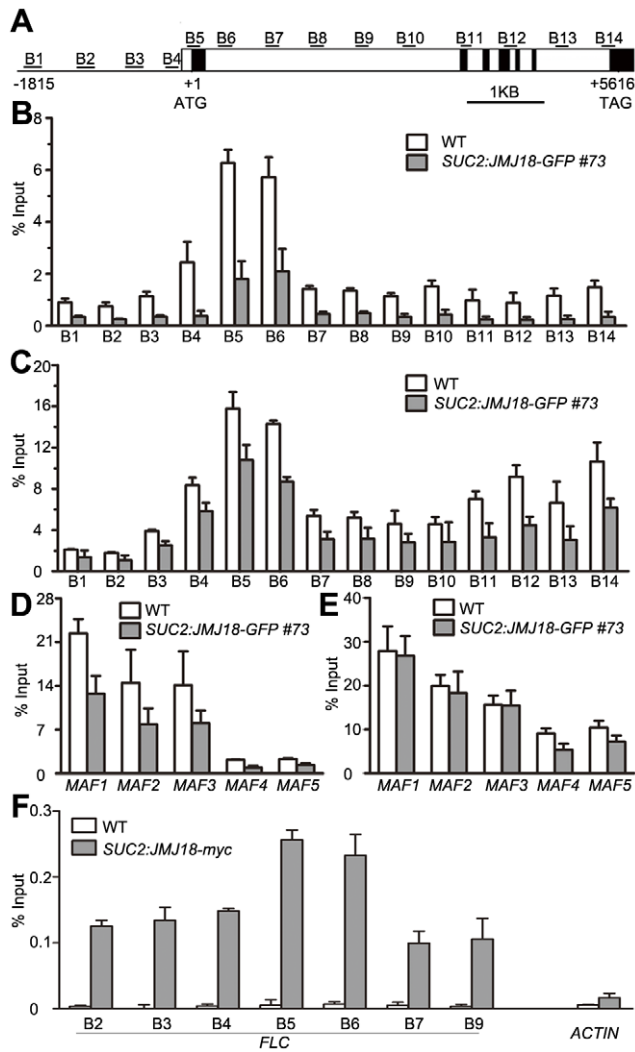 A
B1 B2 B3 B4 B5 B6 B7 B8 B9 B10 B11 B12 B13 B14
-1815 +1 +5616
ATG 1KB TAG
B
WT
SUC2:JMJ18-GFP #73
% Input
8
6
4
2
0
B1 B2 B3 B4 B5 B6 B7 B8 B9 B10 B11 B12 B13 B14
C
WT
SUC2:JMJ18-GFP #73
% Input
20
16
12
8
4
0
B1 B2 B3 B4 B5 B6 B7 B8 B9 B10 B11 B12 B13 B14
D
WT
SUC2:JMJ18-GFP #73
% Input
28
21
14
7
0
MAF1 MAF2 MAF3 MAF4 MAF5
E
WT
SUC2:JMJ18-GFP #73
% Input
40
30
20
10
0
MAF1 MAF2 MAF3 MAF4 MAF5
F
WT
SUC2:JMJ18-myc
% Input
0.3
0.2
0.1
0
B2 B3 B4 B5 B6 B7 B9
FLC ACTIN